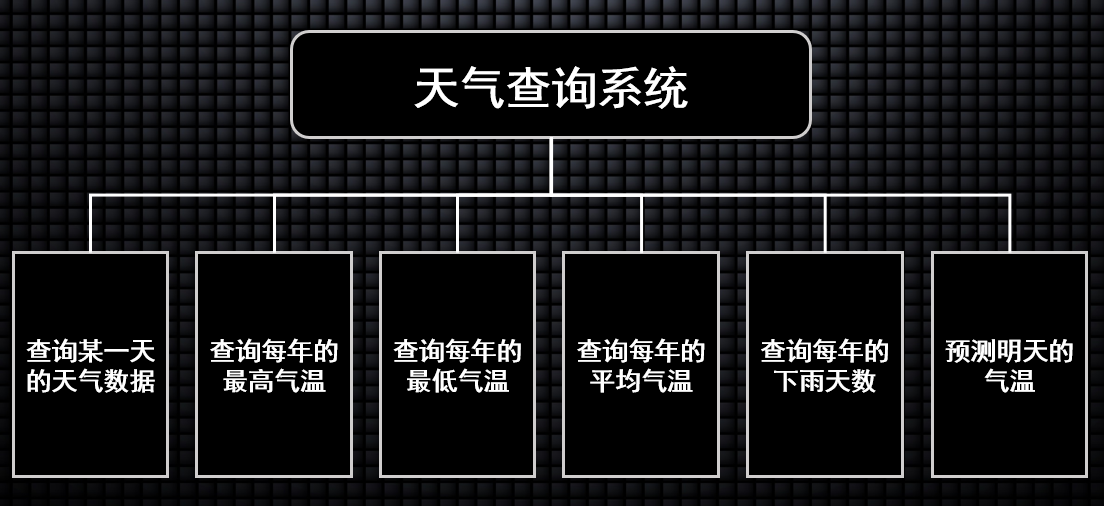 天气查询系统
查询某一天
的天气数据
查询每年的
最高气温
查询每年的
最低气温
查询每年的
平均气温
查询每年的
下雨天数
预测明天的
气温